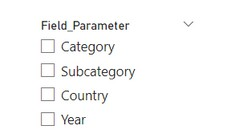 Field_Parameter
Category
Subcategory
Country
Year